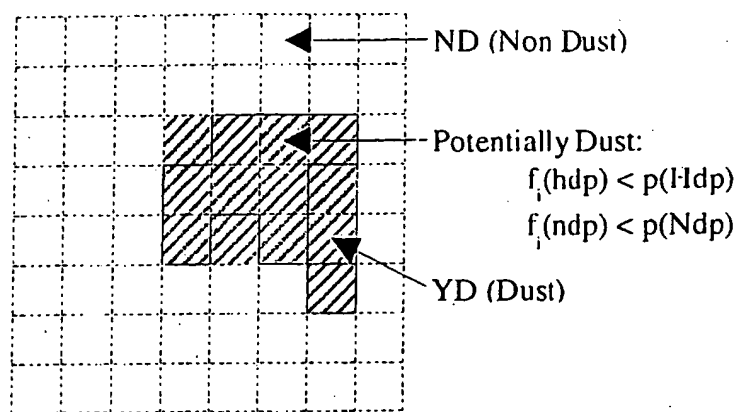 ND (Non Dust)
Potentially Dust:
f_i(hdp) < p(Hdp)
f_i(ndp) < p(Ndp)
YD (Dust)